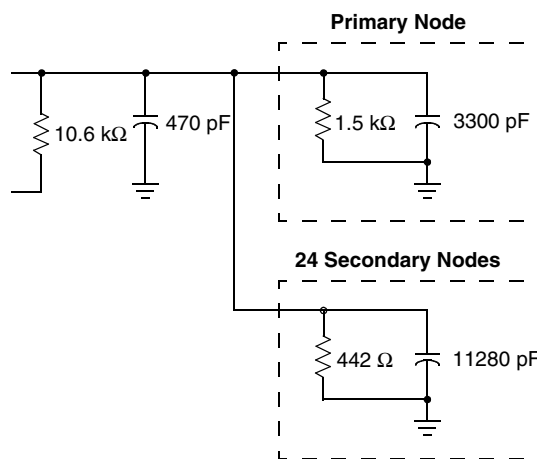 Primary Node
10.6 kΩ
470 pF
1.5 kΩ
3300 pF
24 Secondary Nodes
442 Ω
11280 pF